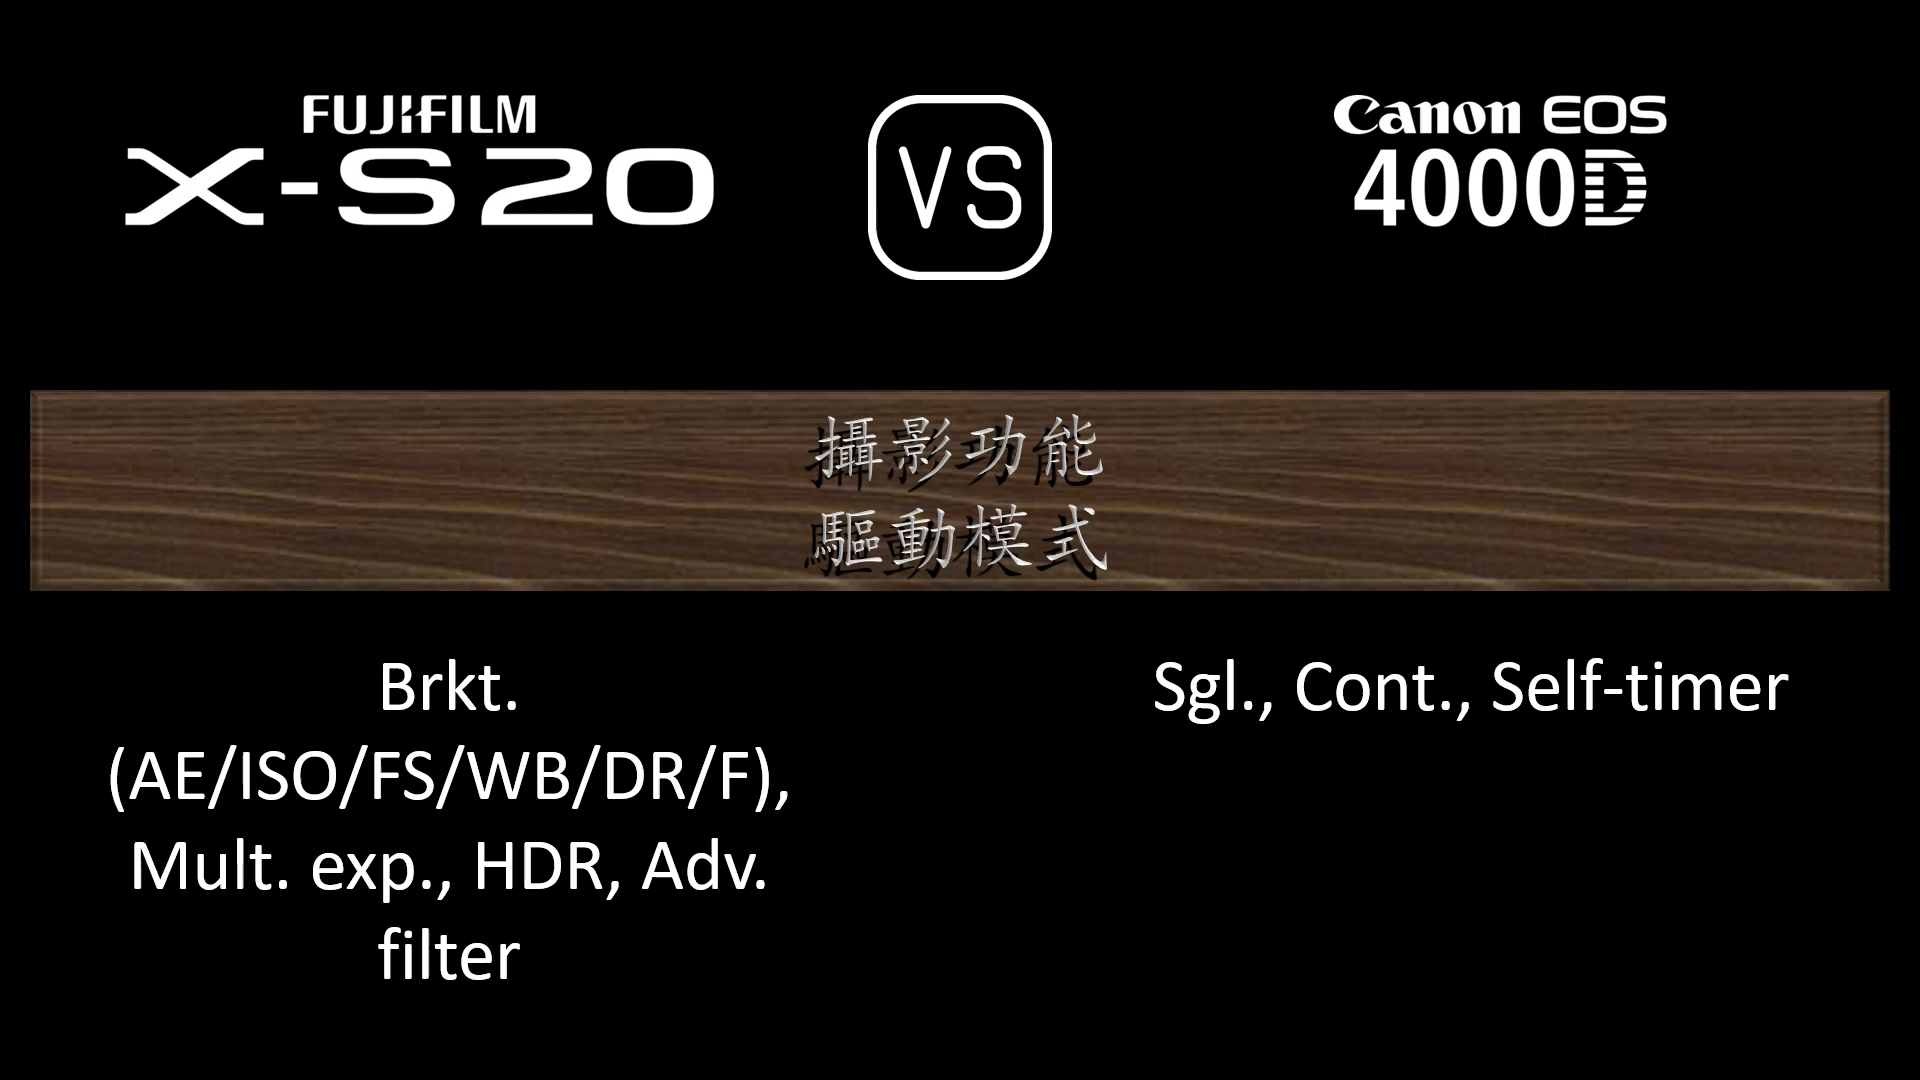 FUJIFILM
X-S20
VS
Canon EOS
4000D
攝影功能
驅動模式
Brkt.
(AE/ISO/FS/WB/DR/F),
Mult. exp., HDR, Adv.
filter
Sgl., Cont., Self-timer